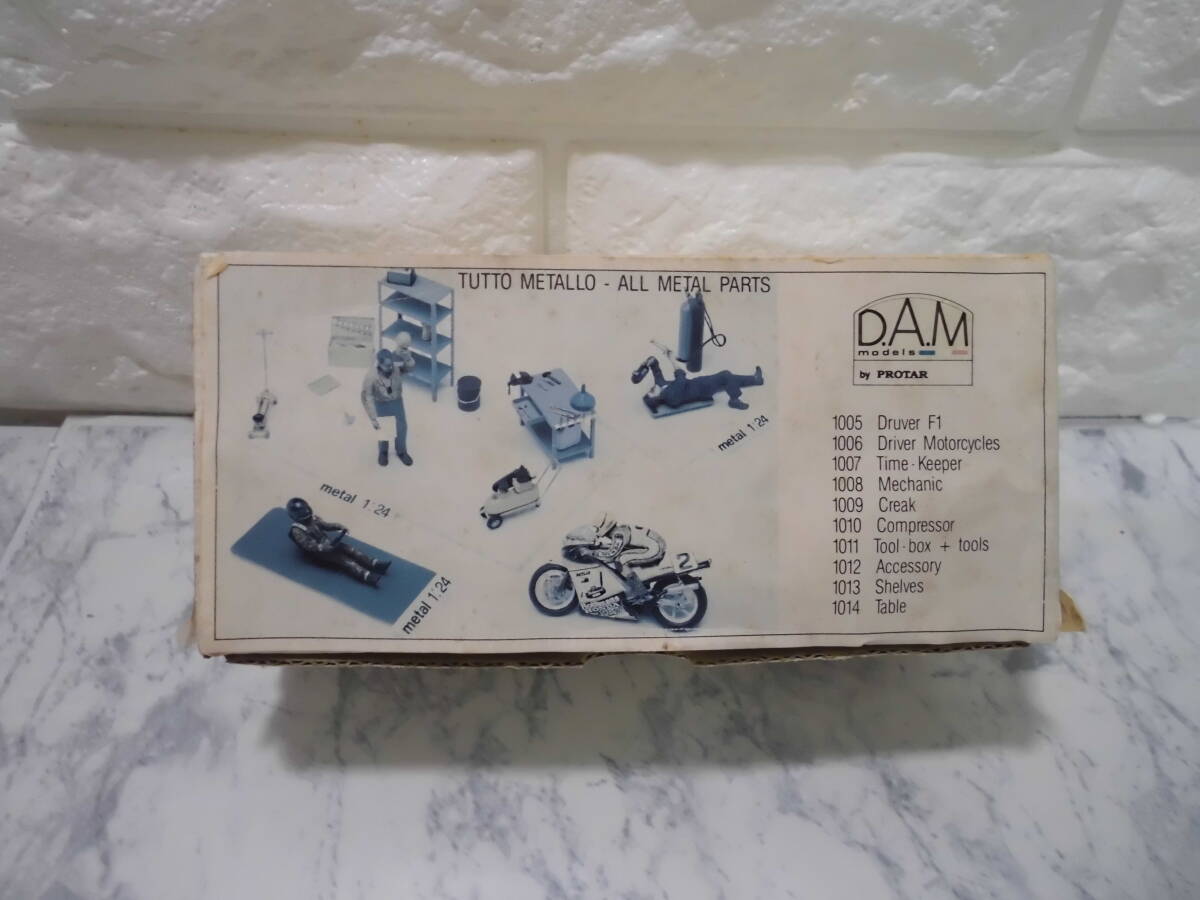 TUTTO METALLO - ALL METAL PARTS
D.A.M.
models
by PROTAR
metal 1:24
metal 1:24
metal 1:24
2
1005 Druver F1
1006 Driver Motorcycles
1007 Time-Keeper
1008 Mechanic
1009 Creak
1010 Compressor
1011 Tool-box + tools
1012 Accessory
1013 Shelves
1014 Table